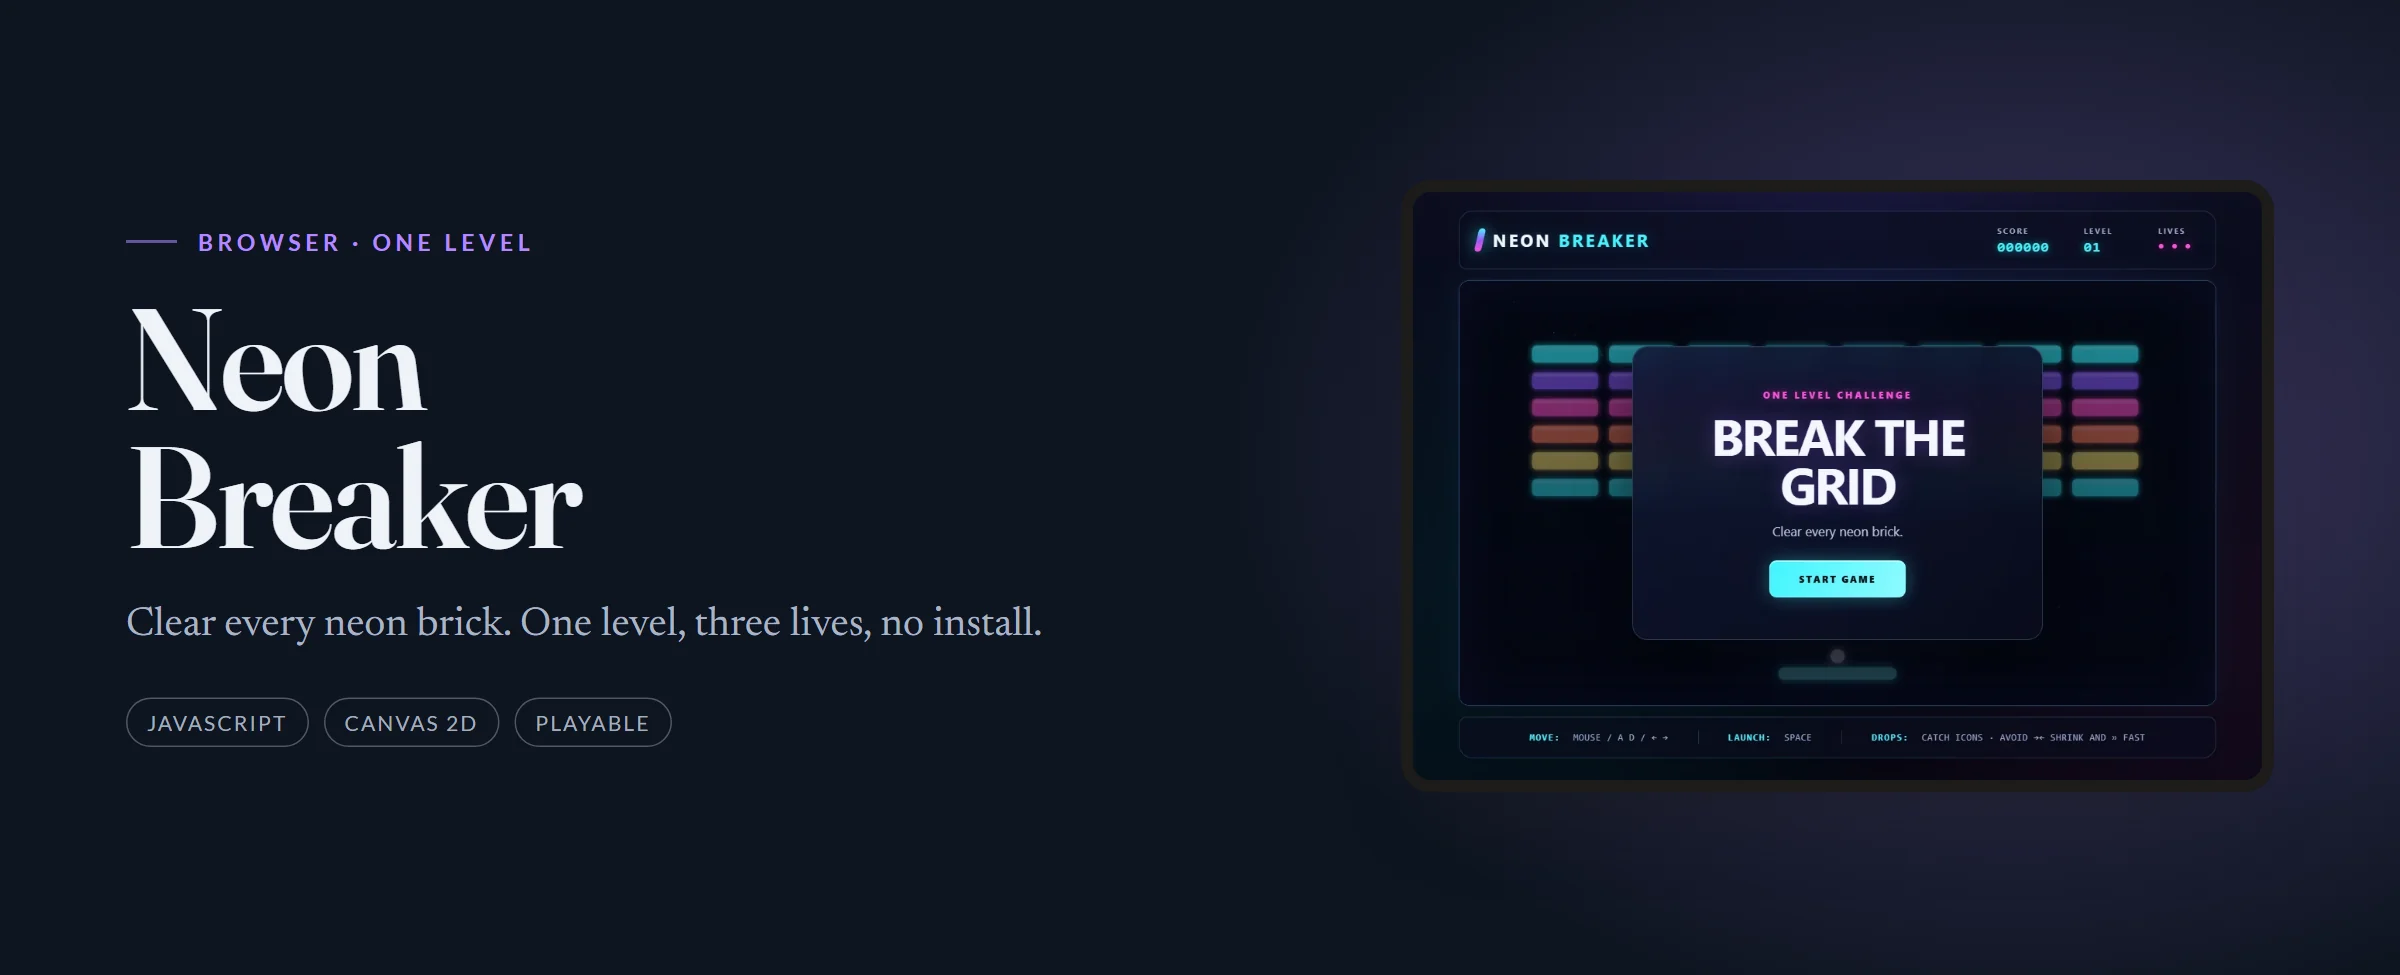 BROWSER · ONE LEVEL
Neon
Breaker
Clear every neon brick. One level, three lives, no install.
JAVASCRIPT
CANVAS 2D
PLAYABLE
NEON BREAKER
SCORE
000000
LEVEL
01
LIVES
ONE LEVEL CHALLENGE
BREAK THE
GRID
Clear every neon brick.
START GAME
MOVE: MOUSE / A D / ← →
LAUNCH: SPACE
DROPS: CATCH ICONS · AVOID →← SHRINK AND » FAST